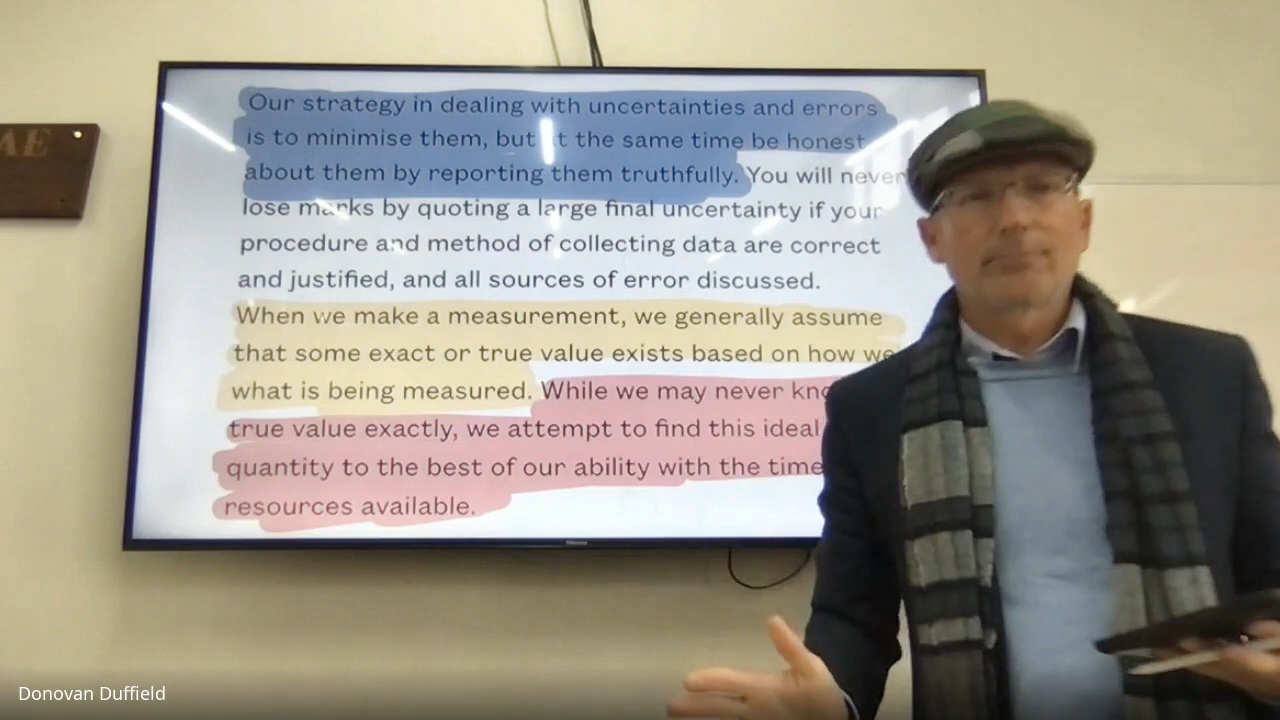 AE
Our strategy in dealing with uncertainties and errors
is to minimise them, but at the same time be honest
about them by reporting them truthfully. You will never
lose marks by quoting a large final uncertainty if your
procedure and method of collecting data are correct
and justified, and all sources of error discussed.
When we make a measurement, we generally assume
that some exact or true value exists based on how we
what is being measured. While we may never kno
true value exactly, we attempt to find this ideal
quantity to the best of our ability with the time
resources available.
Donovan Duffield